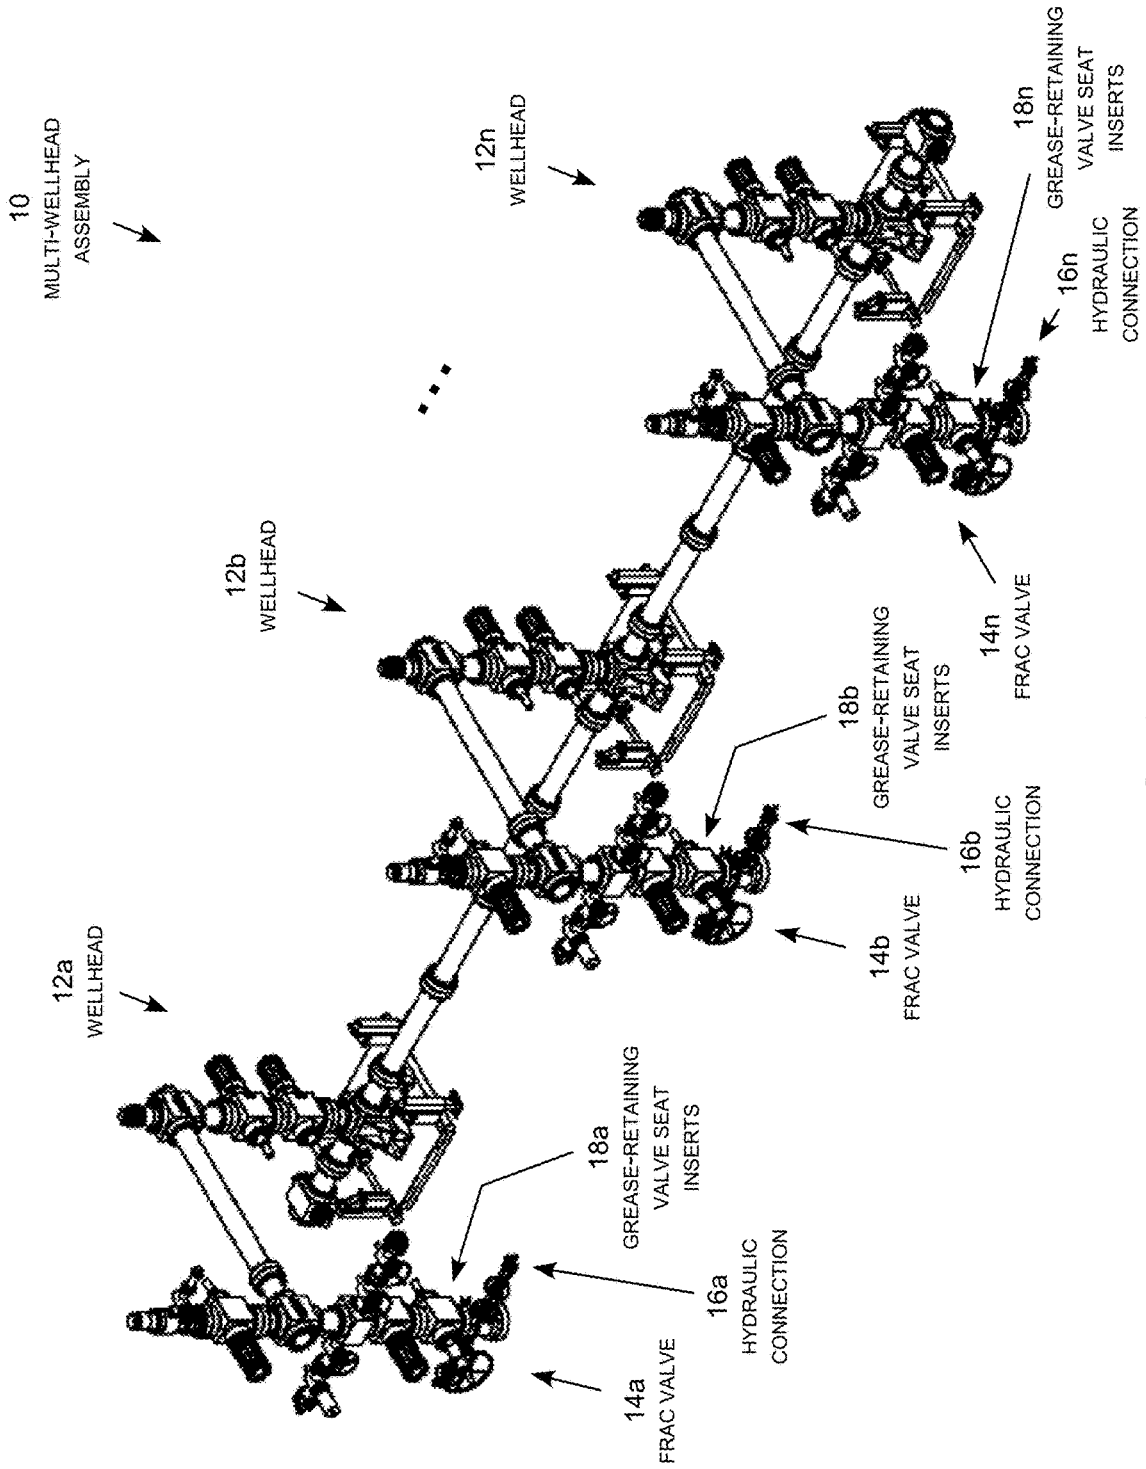 10
MULTI-WELLHEAD
ASSEMBLY
12a
WELLHEAD
12b
WELLHEAD
12n
WELLHEAD
14a
FRAC VALVE
16a
HYDRAULIC
CONNECTION
18a
GREASE-RETAINING
VALVE SEAT
INSERTS
14b
FRAC VALVE
16b
HYDRAULIC
CONNECTION
18b
GREASE-RETAINING
VALVE SEAT
INSERTS
14n
FRAC VALVE
16n
HYDRAULIC
CONNECTION
18n
GREASE-RETAINING
VALVE SEAT
INSERTS